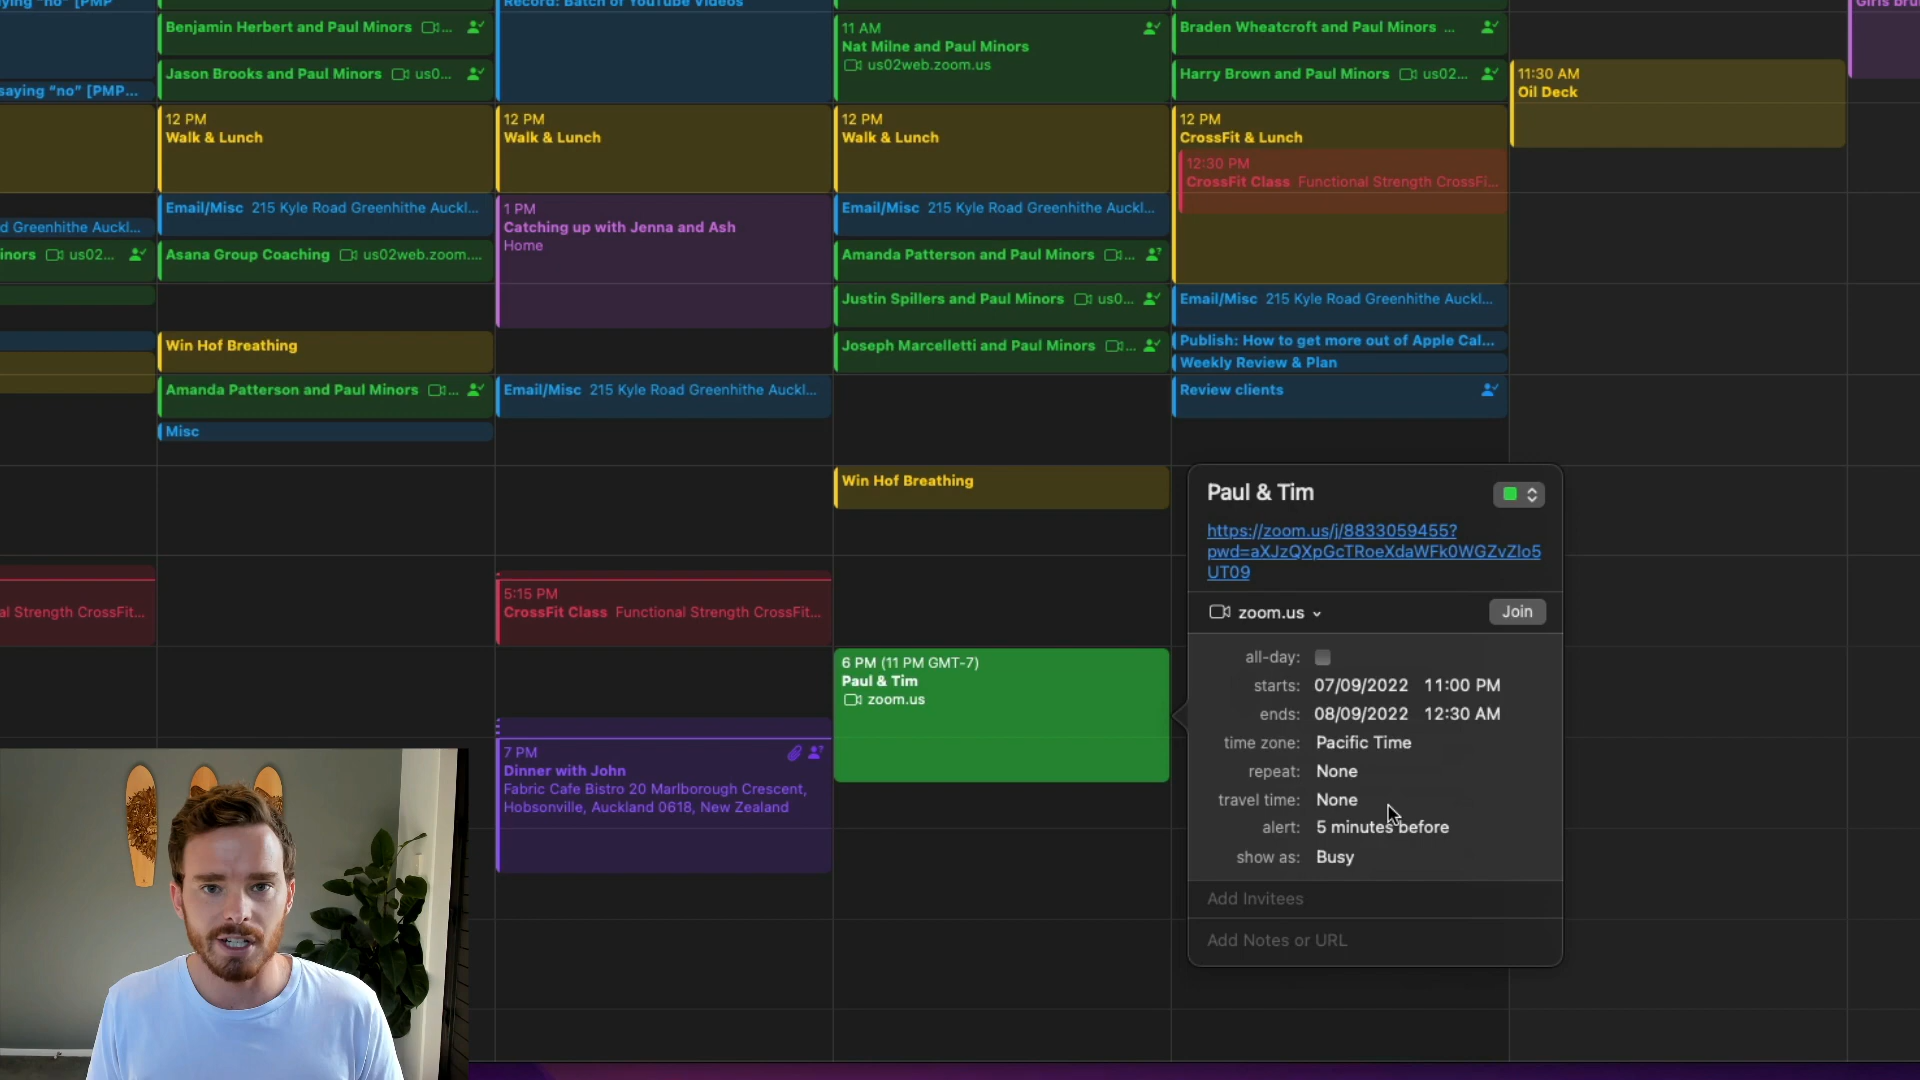 saying "no" [PMP
saying "no" [PMP...
d Greenhithe Auckl...
inors us02...
al Strength CrossFit...
Benjamin Herbert and Paul Minors ...
Jason Brooks and Paul Minors us0...
12 PM
Walk & Lunch
Email/Misc 215 Kyle Road Greenhithe Auckl...
Asana Group Coaching us02web.zoom....
Win Hof Breathing
Amanda Patterson and Paul Minors ...
Misc
Record: Batch of YouTube Videos
12 PM
Walk & Lunch
1 PM
Catching up with Jenna and Ash
Home
Email/Misc 215 Kyle Road Greenhithe Auckl...
5:15 PM
CrossFit Class Functional Strength CrossFit...
7 PM
Dinner with John
Fabric Cafe Bistro 20 Marlborough Crescent,
Hobsonville, Auckland 0618, New Zealand
11 AM
Nat Milne and Paul Minors
us02web.zoom.us
12 PM
Walk & Lunch
Email/Misc 215 Kyle Road Greenhithe Auckl...
Amanda Patterson and Paul Minors ...
Justin Spillers and Paul Minors us0...
Joseph Marcelletti and Paul Minors ...
Win Hof Breathing
6 PM (11 PM GMT-7)
Paul & Tim
zoom.us
Braden Wheatcroft and Paul Minors ...
Harry Brown and Paul Minors us02...
12 PM
CrossFit & Lunch
12:30 PM
CrossFit Class Functional Strength CrossFi...
Email/Misc 215 Kyle Road Greenhithe Auckl...
Publish: How to get more out of Apple Cal...
Weekly Review & Plan
Review clients
11:30 AM
Oil Deck
Paul & Tim
https://zoom.us/j/8833059455?
pwd=aXJzQXpGcTRoeXdaWFk0WGZvZlo5
UT09
zoom.us
Join
all-day:
starts: 07/09/2022 11:00 PM
ends: 08/09/2022 12:30 AM
time zone: Pacific Time
repeat: None
travel time: None
alert: 5 minutes before
show as: Busy
Add Invitees
Add Notes or URL